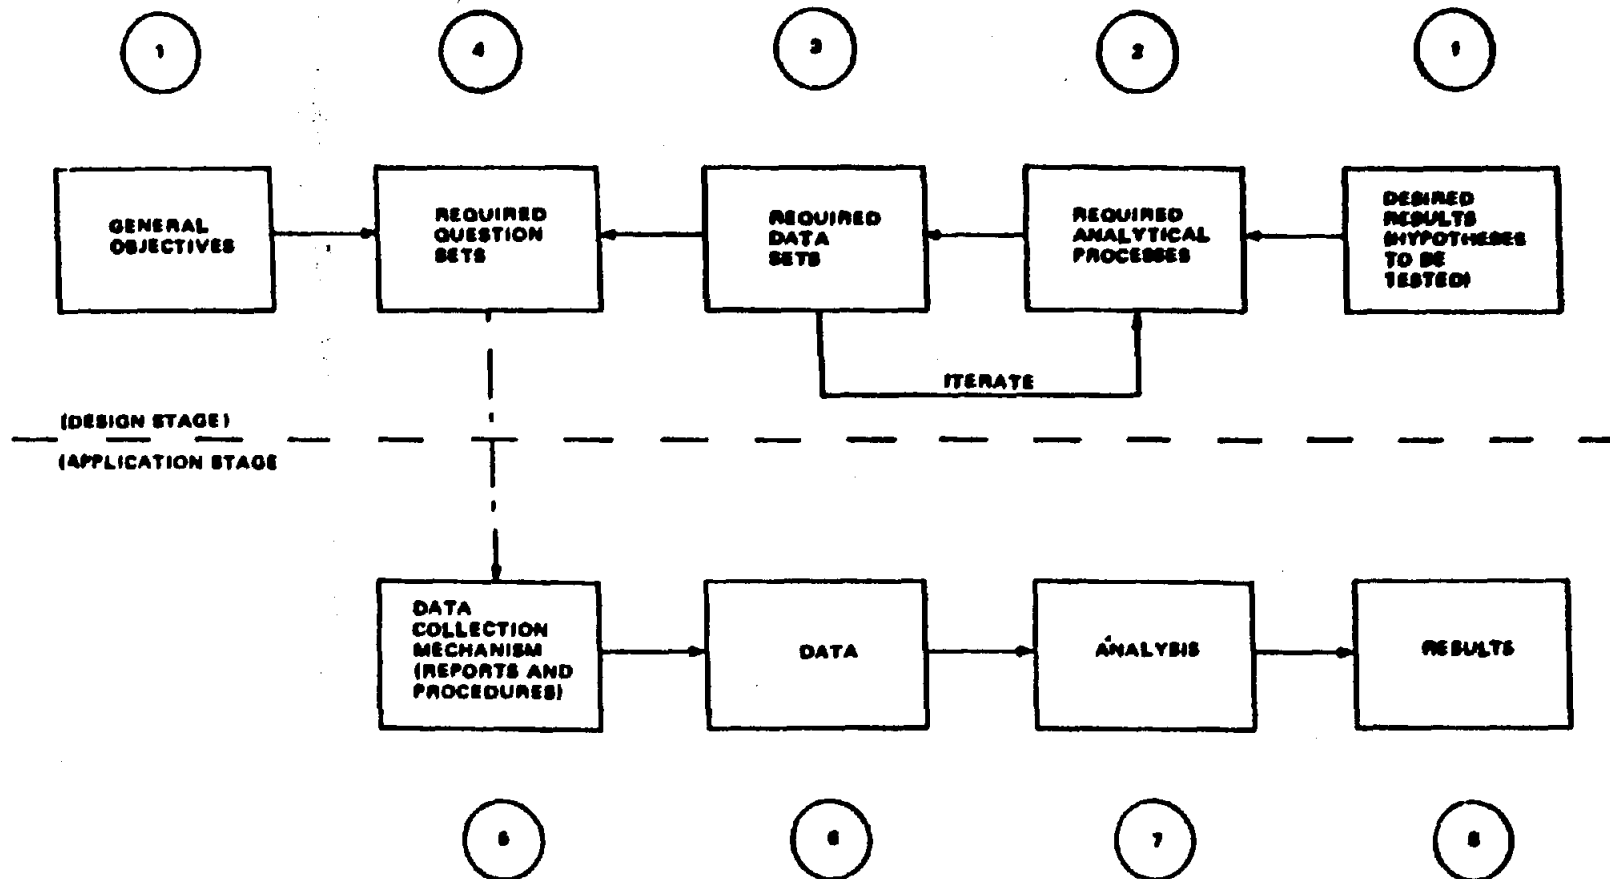 1
4
3
2
1
GENERAL
OBJECTIVES
REQUIRED
QUESTION
SETS
REQUIRED
DATA
SETS
REQUIRED
ANALYTICAL
PROCESSES
DESIRED
RESULTS
(HYPOTHESES
TO BE
TESTED)
ITERATE
(DESIGN STAGE)
(APPLICATION STAGE
DATA
COLLECTION
MECHANISM
(REPORTS AND
PROCEDURES)
DATA
ANALYSIS
RESULTS
5
6
7
8